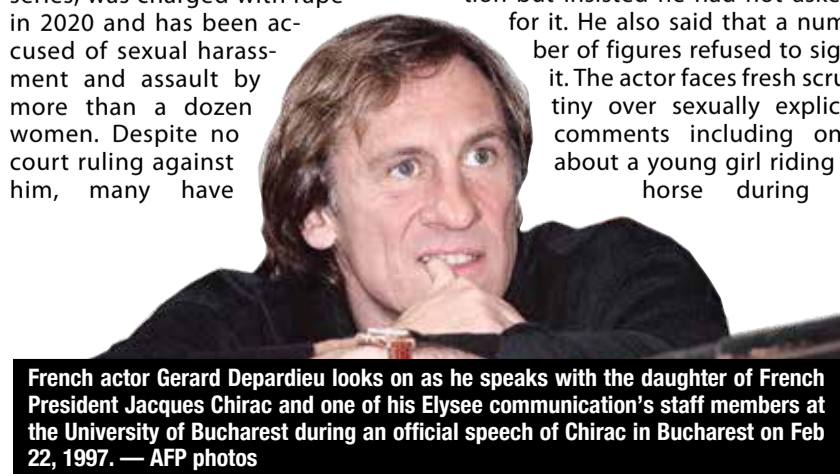 series, was charged with rape
in 2020 and has been ac-
cused of sexual harass-
ment and assault by
more than a dozen
women. Despite no
court ruling against
him, many have
tion but insisted he had not asked
for it. He also said that a num
ber of figures refused to sig
it. The actor faces fresh scru
tiny over sexually explic
comments including on
about a young girl riding
horse during
French actor Gerard Depardieu looks on as he speaks with the daughter of French
President Jacques Chirac and one of his Elysee communication's staff members at
the University of Bucharest during an official speech of Chirac in Bucharest on Feb
22, 1997. — AFP photos